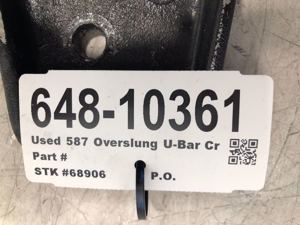 648-10361
Used 587 Overslung U-Bar Cr
Part #
STK #68906 P.O.